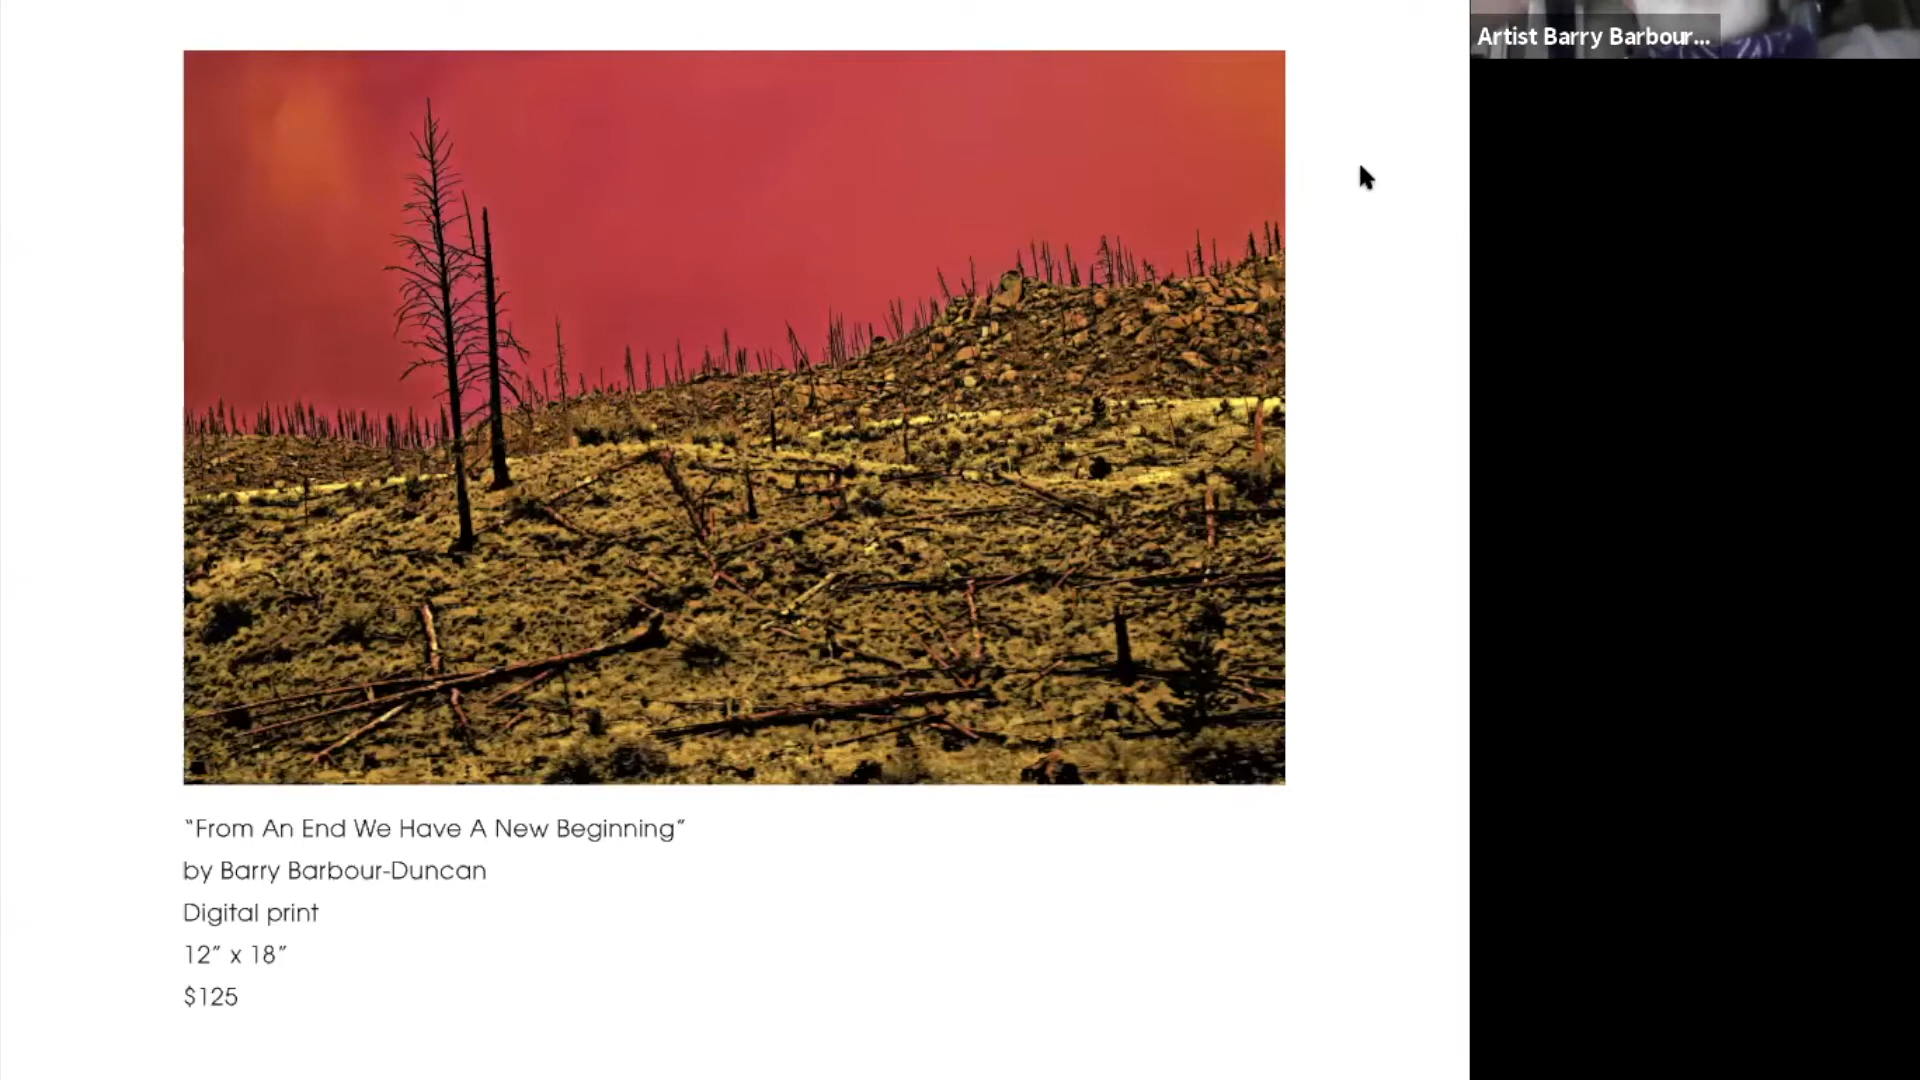 Artist Barry Barbour...
“From An End We Have A New Beginning”
by Barry Barbour-Duncan
Digital print
12” x 18”
$125